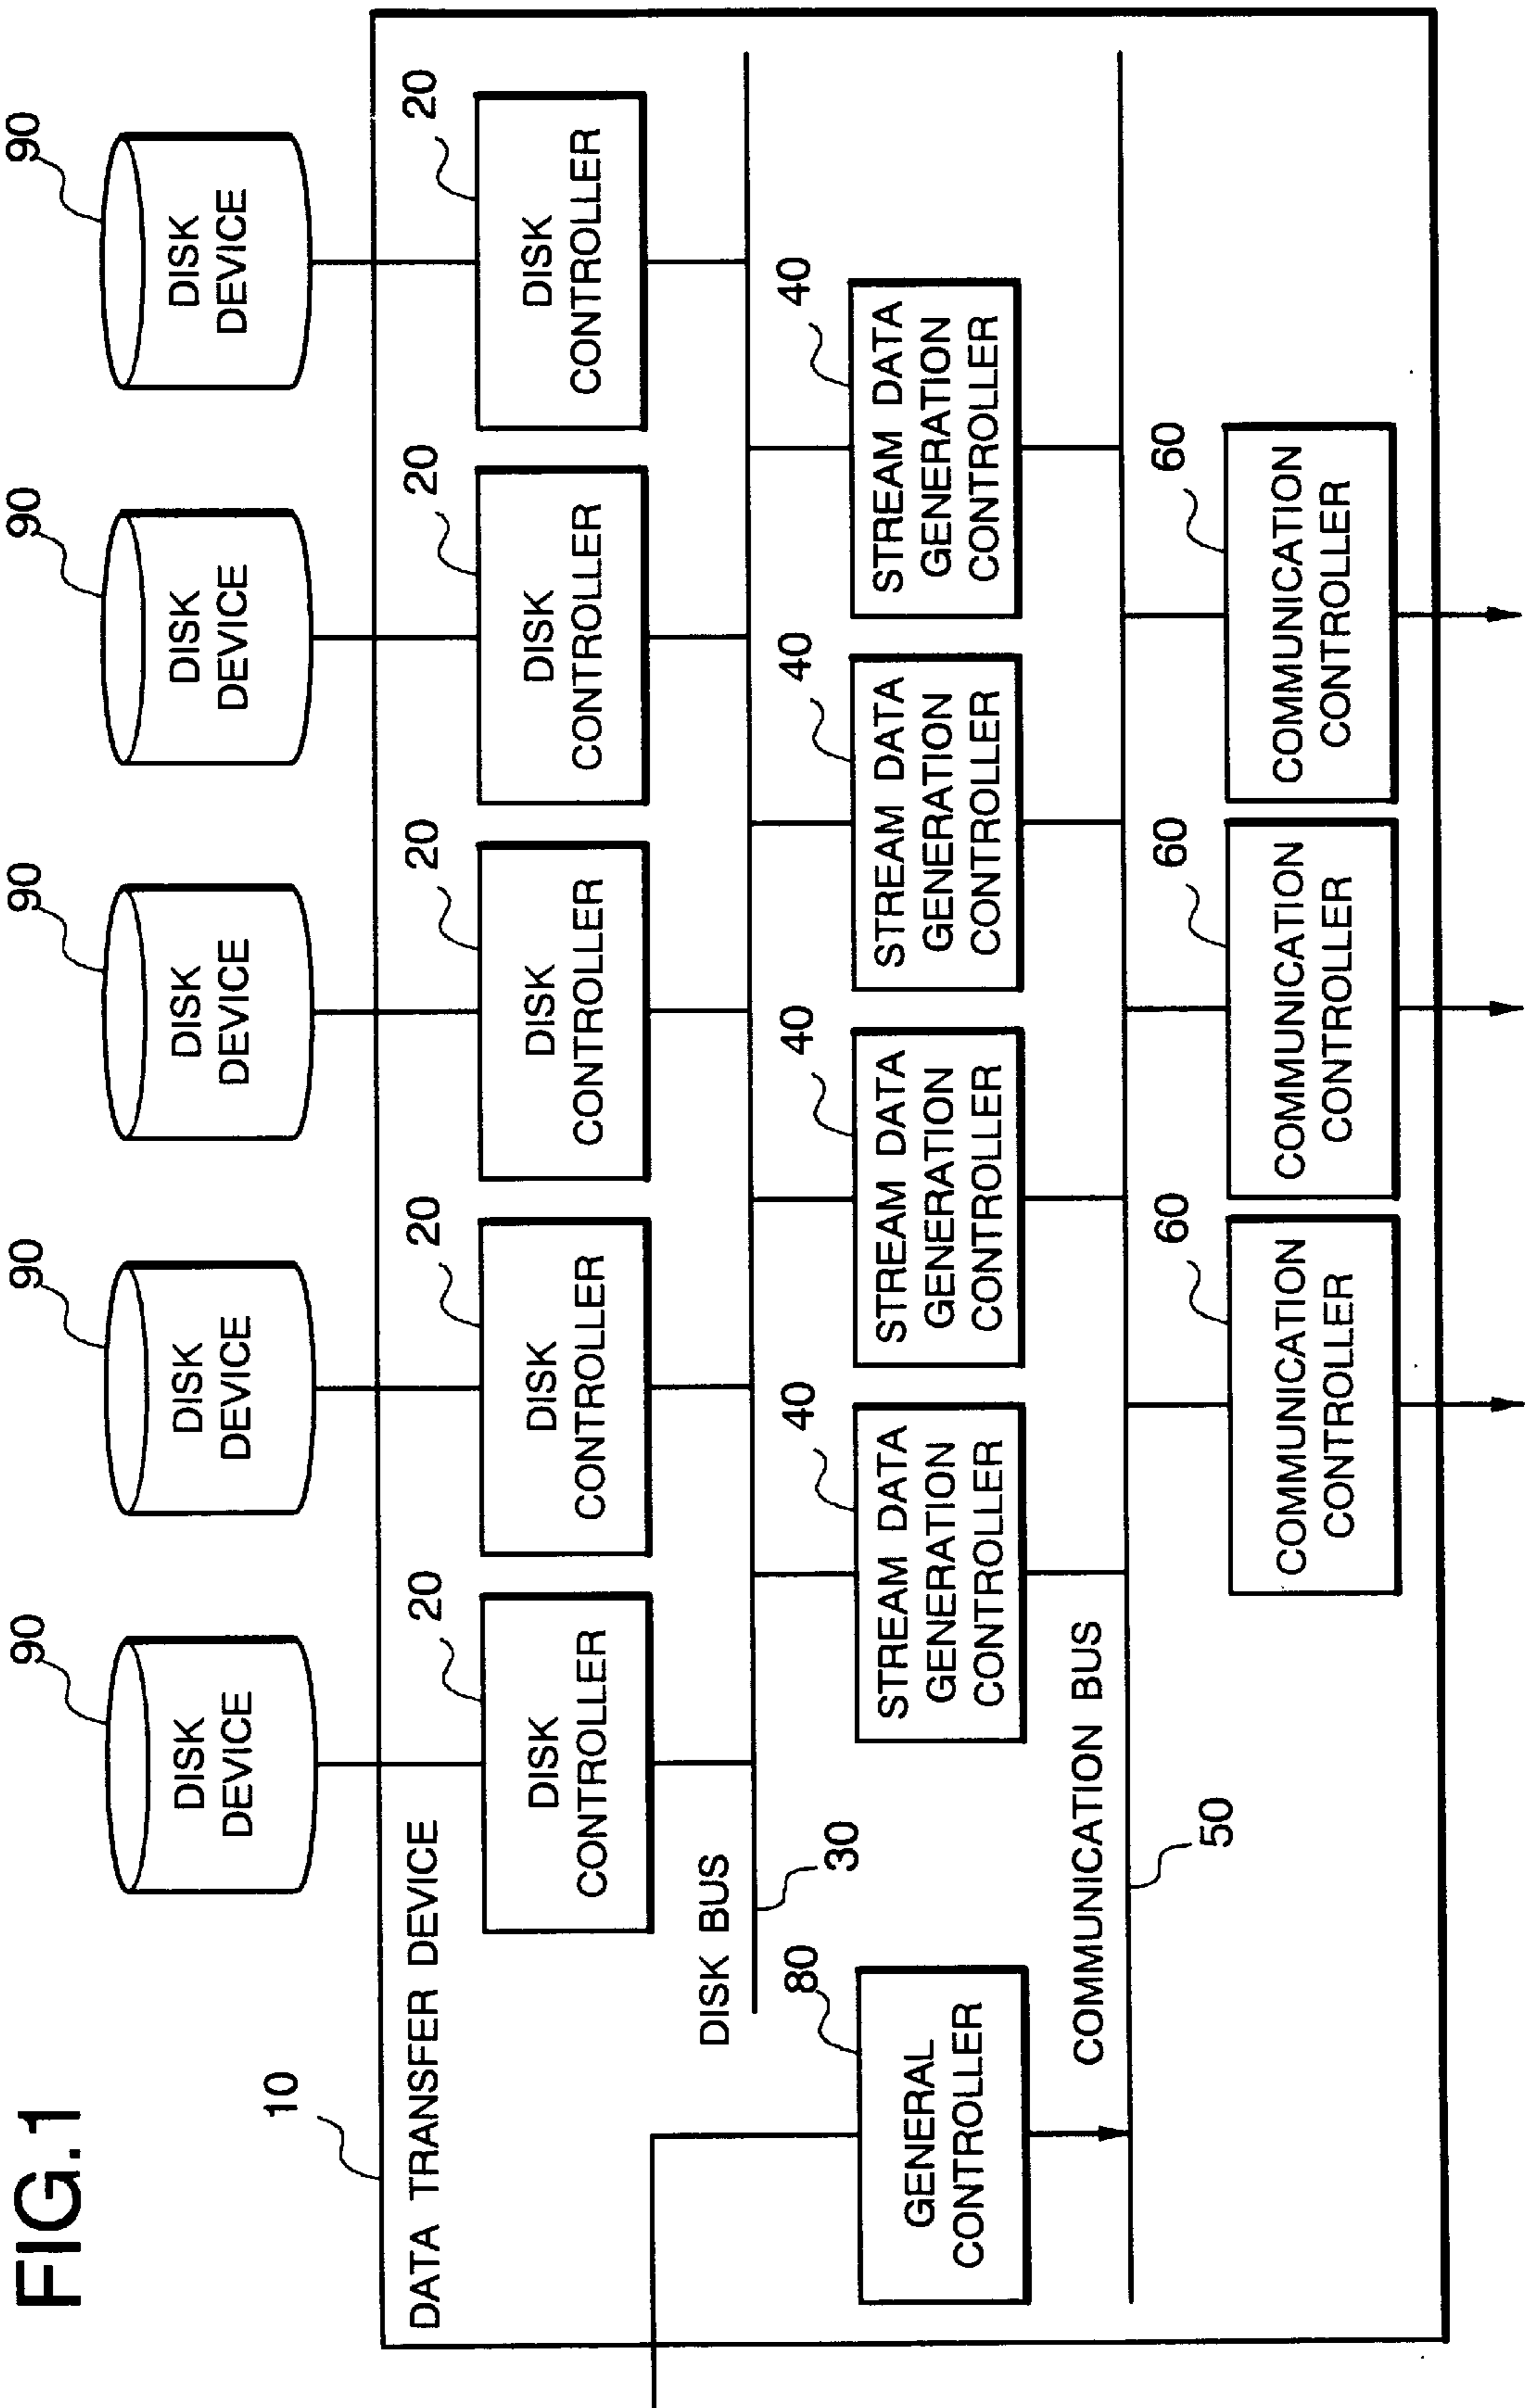 FIG.1
90
90
90
90
90
DISK
DEVICE
DISK
DEVICE
DISK
DEVICE
DISK
DEVICE
DISK
DEVICE
10
DATA TRANSFER DEVICE
20
20
20
20
20
DISK
CONTROLLER
DISK
CONTROLLER
DISK
CONTROLLER
DISK
CONTROLLER
DISK
CONTROLLER
DISK BUS
30
80
40
40
40
40
GENERAL
CONTROLLER
STREAM DATA
GENERATION
CONTROLLER
STREAM DATA
GENERATION
CONTROLLER
STREAM DATA
GENERATION
CONTROLLER
STREAM DATA
GENERATION
CONTROLLER
COMMUNICATION BUS
50
60
60
60
COMMUNICATION
CONTROLLER
COMMUNICATION
CONTROLLER
COMMUNICATION
CONTROLLER